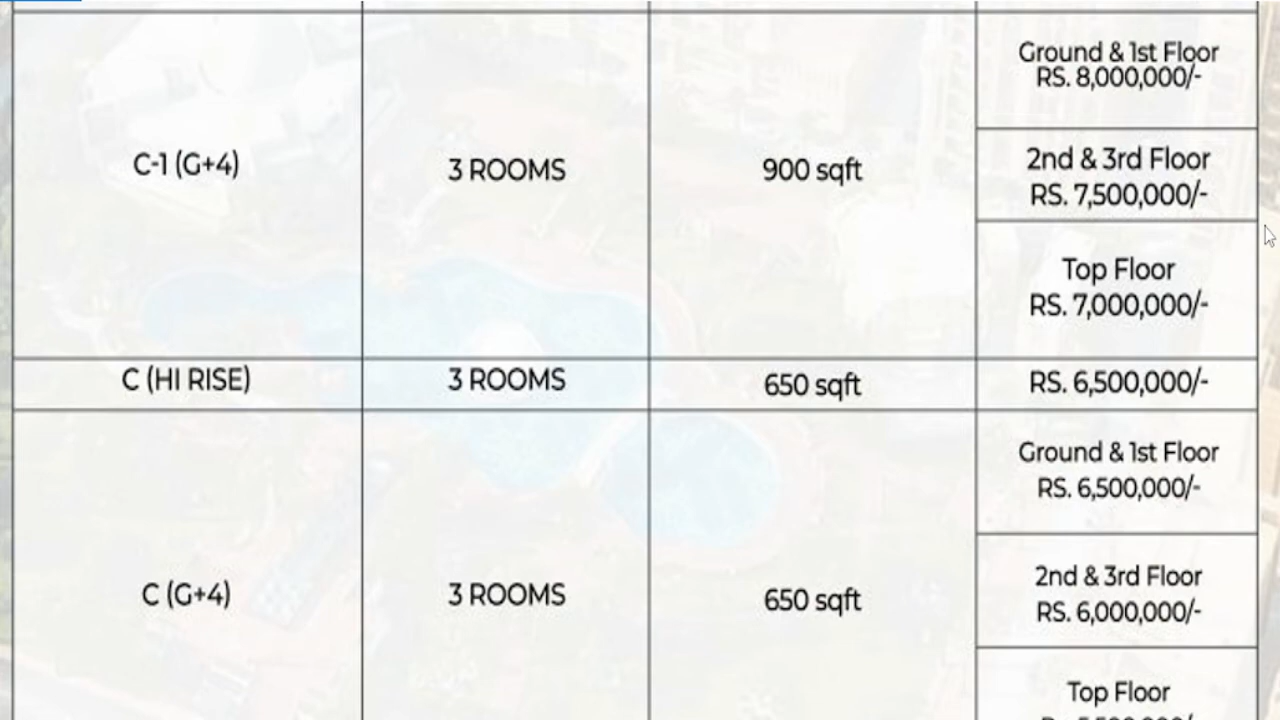 Ground & 1st Floor
RS. 8,000,000/-
C-1 (G+4)
3 ROOMS
900 sqft
2nd & 3rd Floor
RS. 7,500,000/-
Top Floor
RS. 7,000,000/-
C (HI RISE)
3 ROOMS
650 sqft
RS. 6,500,000/-
Ground & 1st Floor
RS. 6,500,000/-
C (G+4)
3 ROOMS
650 sqft
2nd & 3rd Floor
RS. 6,000,000/-
Top Floor